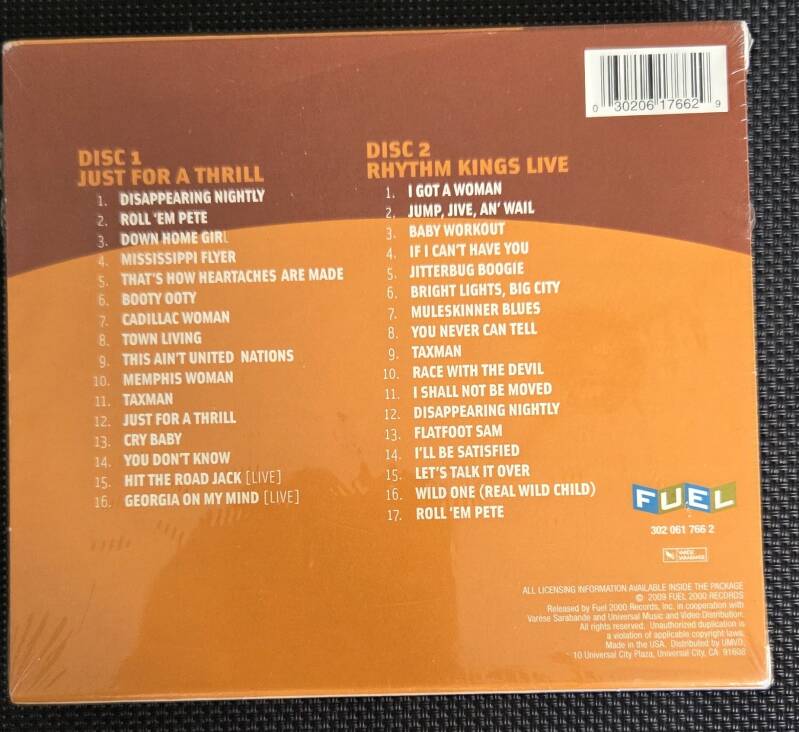 0 30206 17662 9
DISC 1
JUST FOR A THRILL
1. DISAPPEARING NIGHTLY
2. ROLL 'EM PETE
3. DOWN HOME GIRL
4. MISSISSIPPI FLYER
5. THAT'S HOW HEARTACHES ARE MADE
6. BOOTY OOTY
7. CADILLAC WOMAN
8. TOWN LIVING
9. THIS AIN'T UNITED NATIONS
10. MEMPHIS WOMAN
11. TAXMAN
12. JUST FOR A THRILL
13. CRY BABY
14. YOU DON'T KNOW
15. HIT THE ROAD JACK [LIVE]
16. GEORGIA ON MY MIND [LIVE]
DISC 2
RHYTHM KINGS LIVE
1. I GOT A WOMAN
2. JUMP, JIVE, AN' WAIL
3. BABY WORKOUT
4. IF I CAN'T HAVE YOU
5. JITTERBUG BOOGIE
6. BRIGHT LIGHTS, BIG CITY
7. MULESKINNER BLUES
8. YOU NEVER CAN TELL
9. TAXMAN
10. RACE WITH THE DEVIL
11. I SHALL NOT BE MOVED
12. DISAPPEARING NIGHTLY
13. FLATFOOT SAM
14. I'LL BE SATISFIED
15. LET'S TALK IT OVER
16. WILD ONE (REAL WILD CHILD)
17. ROLL 'EM PETE
FUEL
302 061 766 2
ALL LICENSING INFORMATION AVAILABLE INSIDE THE PACKAGE
© 2009 FUEL 2000 RECORDS
Released by Fuel 2000 Records, Inc. in cooperation with
Varèse Sarabande and Universal Music and Video Distribution.
All rights reserved. Unauthorized duplication is
a violation of applicable copyright laws.
Made in the USA. Distributed by UMVD,
10 Universal City Plaza, Universal City, CA 91608